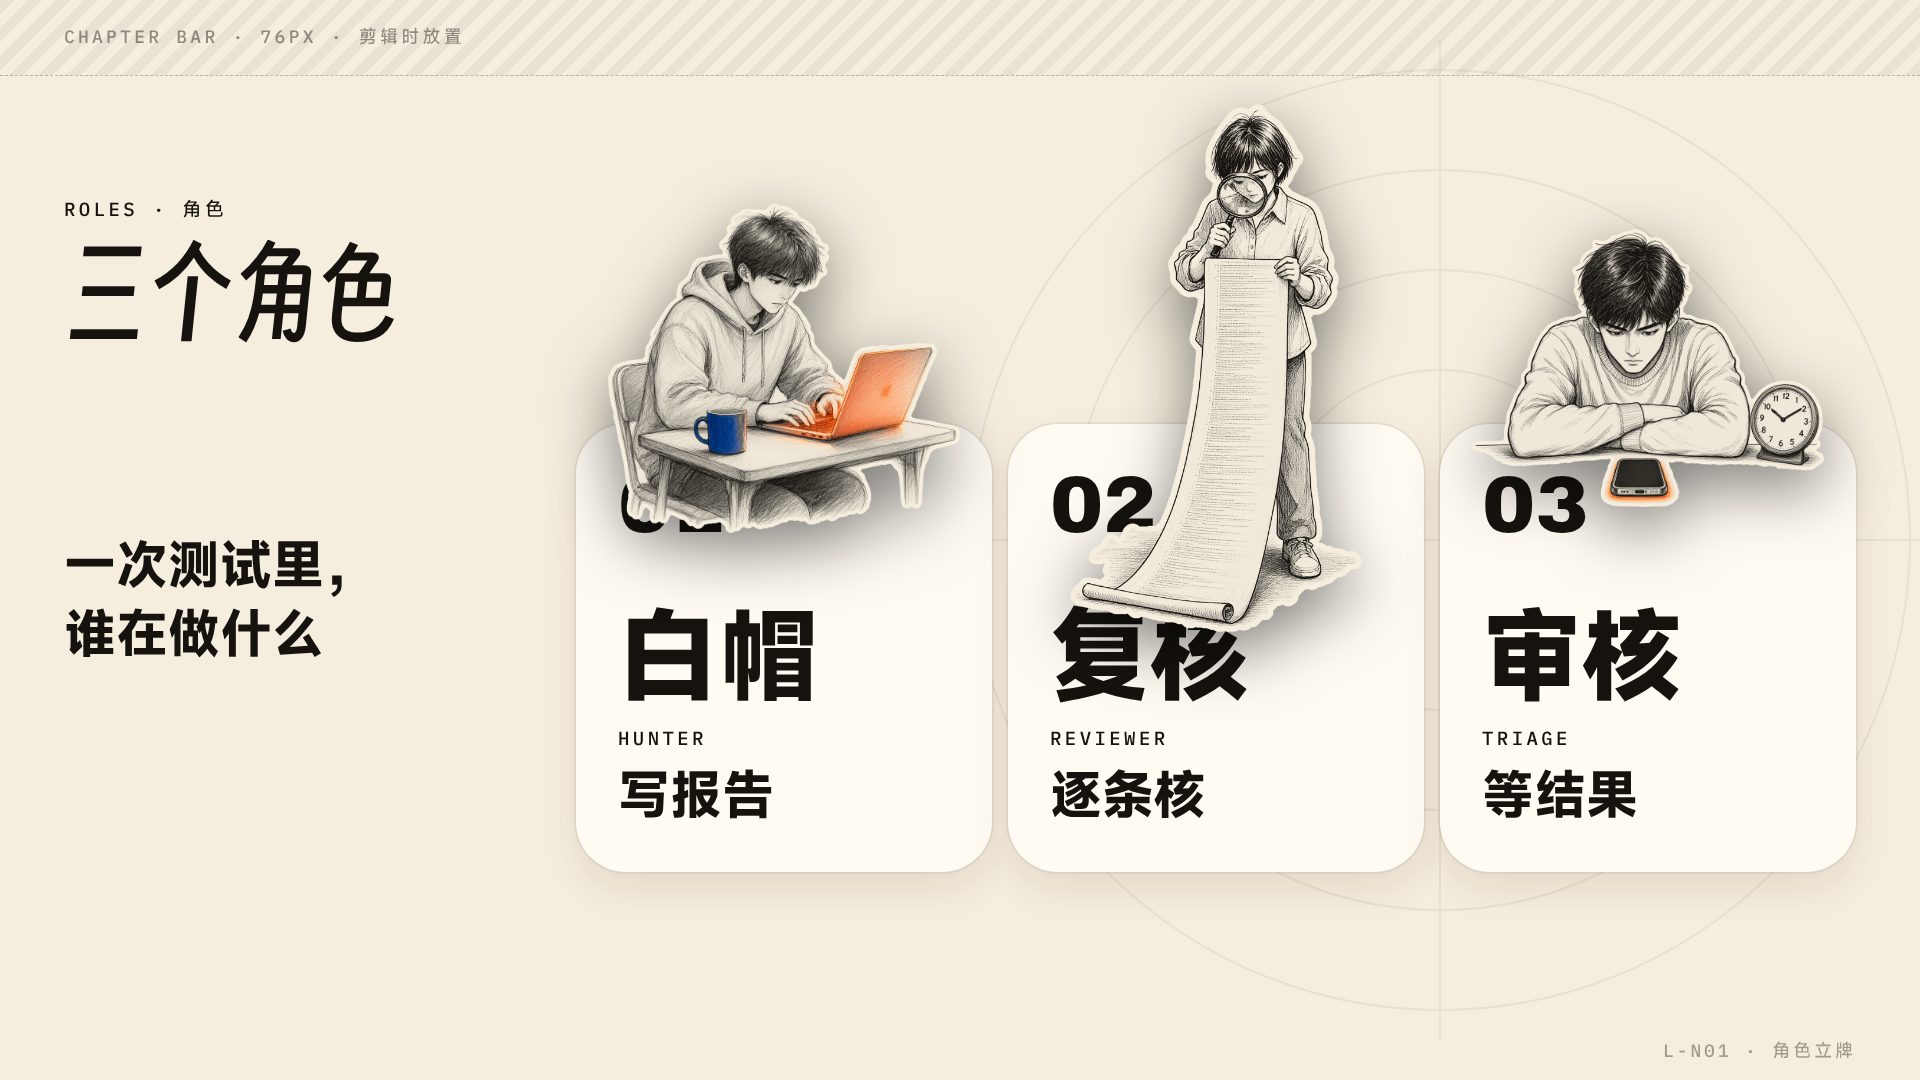 CHAPTER BAR · 76PX · 剪辑时放置
ROLES · 角色
三个角色
一次测试里,
谁在做什么
白帽
HUNTER
写报告
02
复核
REVIEWER
逐条核
03
审核
TRIAGE
等结果
L-N01 · 角色立牌